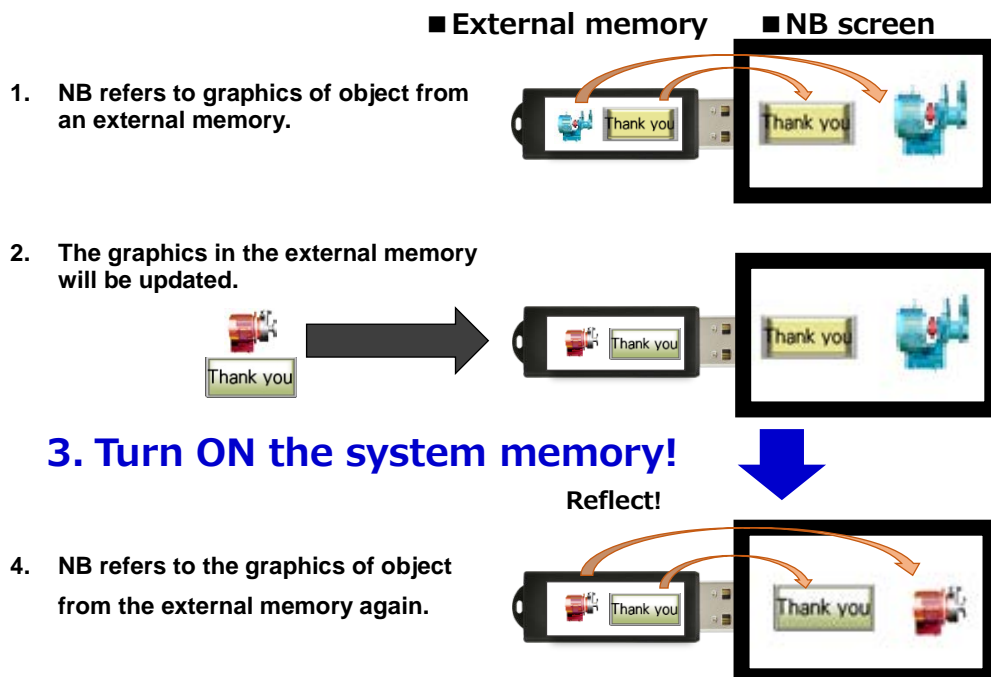 ■External memory
■NB screen
1. NB refers to graphics of object from
an external memory.
Thank you
Thank you
2. The graphics in the external memory
will be updated.
Thank you
Thank you
Thank you
3. Turn ON the system memory!
Reflect!
4. NB refers to the graphics of object
from the external memory again.
Thank you
Thank you